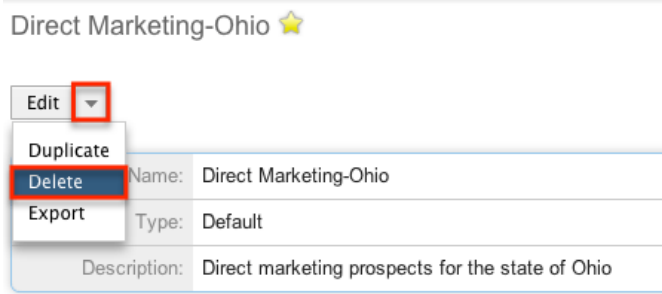 Direct Marketing-Ohio
Edit
Duplicate
Delete
Export
Name: Direct Marketing-Ohio
Type: Default
Description: Direct marketing prospects for the state of Ohio